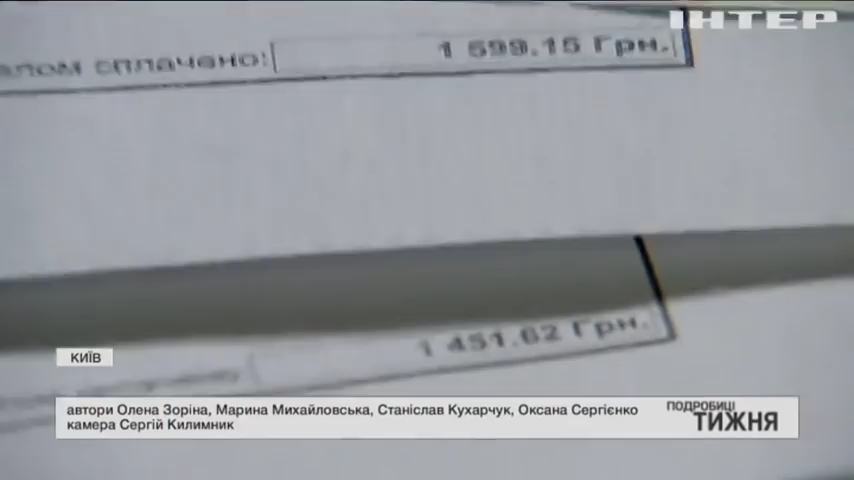 ІНТЕР
алом сплачено: 1 599.15 Грн.
1 451.62 Грн.
КИЇВ
автори Олена Зоріна, Марина Михайловська, Станіслав Кухарчук, Оксана Сергієнко
камера Сергій Килимник
ПОДРОБИЦІ
ТИЖНЯ